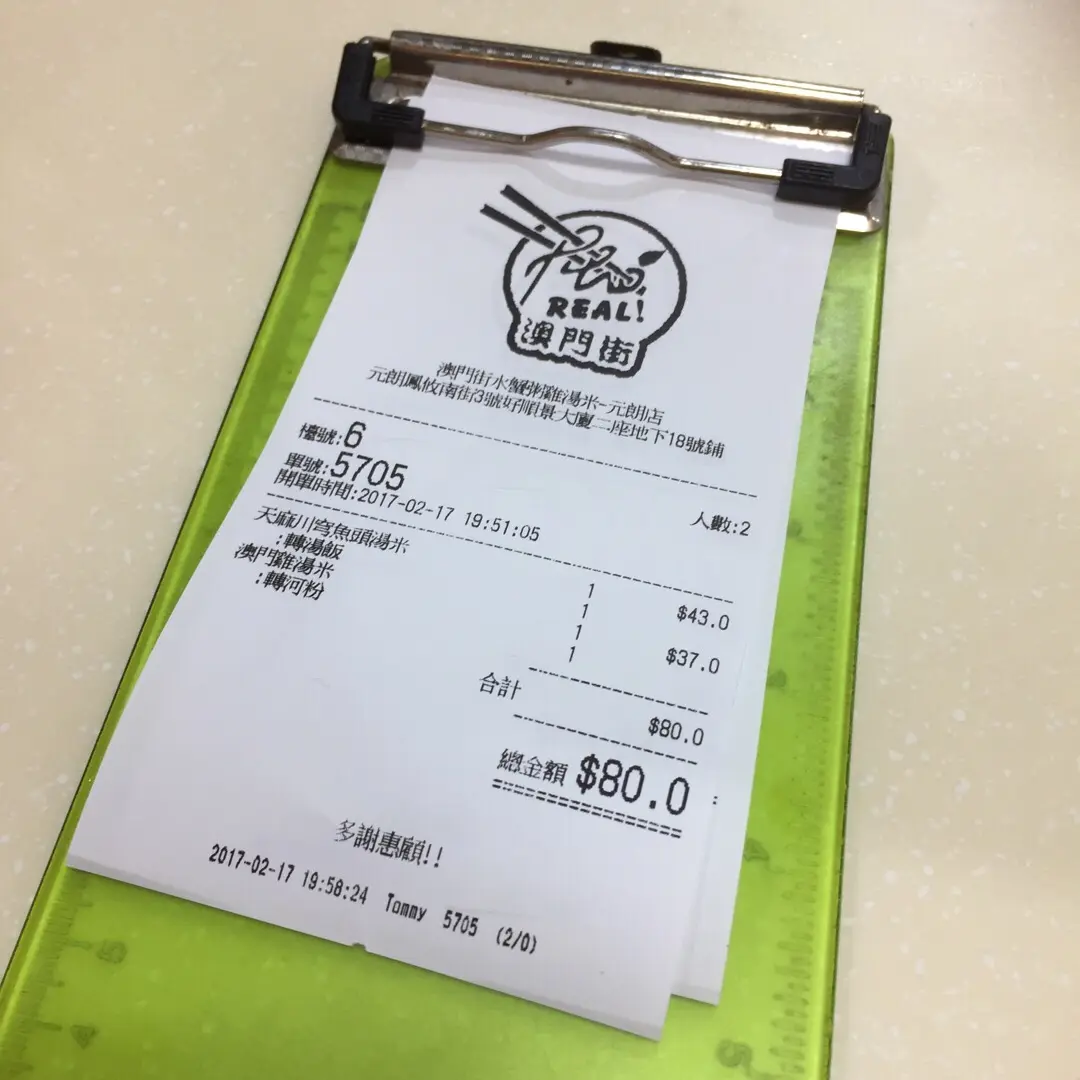 REAL!
澳門街
澳門街水蟹粥雞湯米-元朗店
元朗鳳攸南街3號好順景大廈二座地下18號鋪
檯號:6
單號:5705 人數:2
開單時間:2017-02-17 19:51:05
天麻川芎魚頭湯米 1 $43.0
:轉湯飯 1
澳門雞湯米 1 $37.0
:轉河粉 1
合計 $80.0
總金額 $80.0
多謝惠顧!!
2017-02-17 19:58:24 Tommy 5705 (2/0)